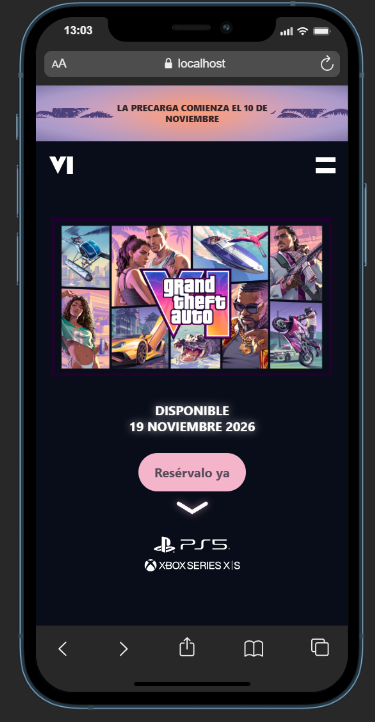 13:03
AA
localhost
LA PRECARGA COMIENZA EL 10 DE
NOVIEMBRE
VI
grand
theft
auto
VI
DISPONIBLE
19 NOVIEMBRE 2026
Resérvalo ya
PS5
XBOX SERIES X|S